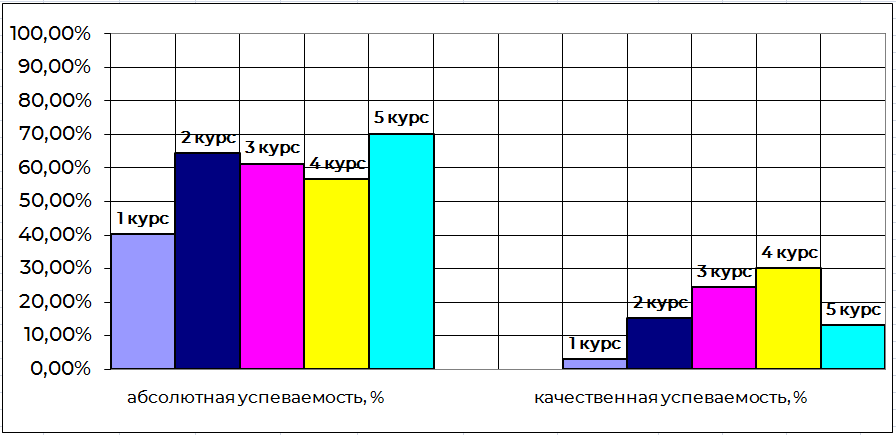 100,00%
90,00%
80,00%
70,00%
60,00%
50,00%
40,00%
30,00%
20,00%
10,00%
0,00%
1 курс
2 курс
3 курс
4 курс
5 курс
1 курс
2 курс
3 курс
4 курс
5 курс
абсолютная успеваемость, %
качественная успеваемость, %